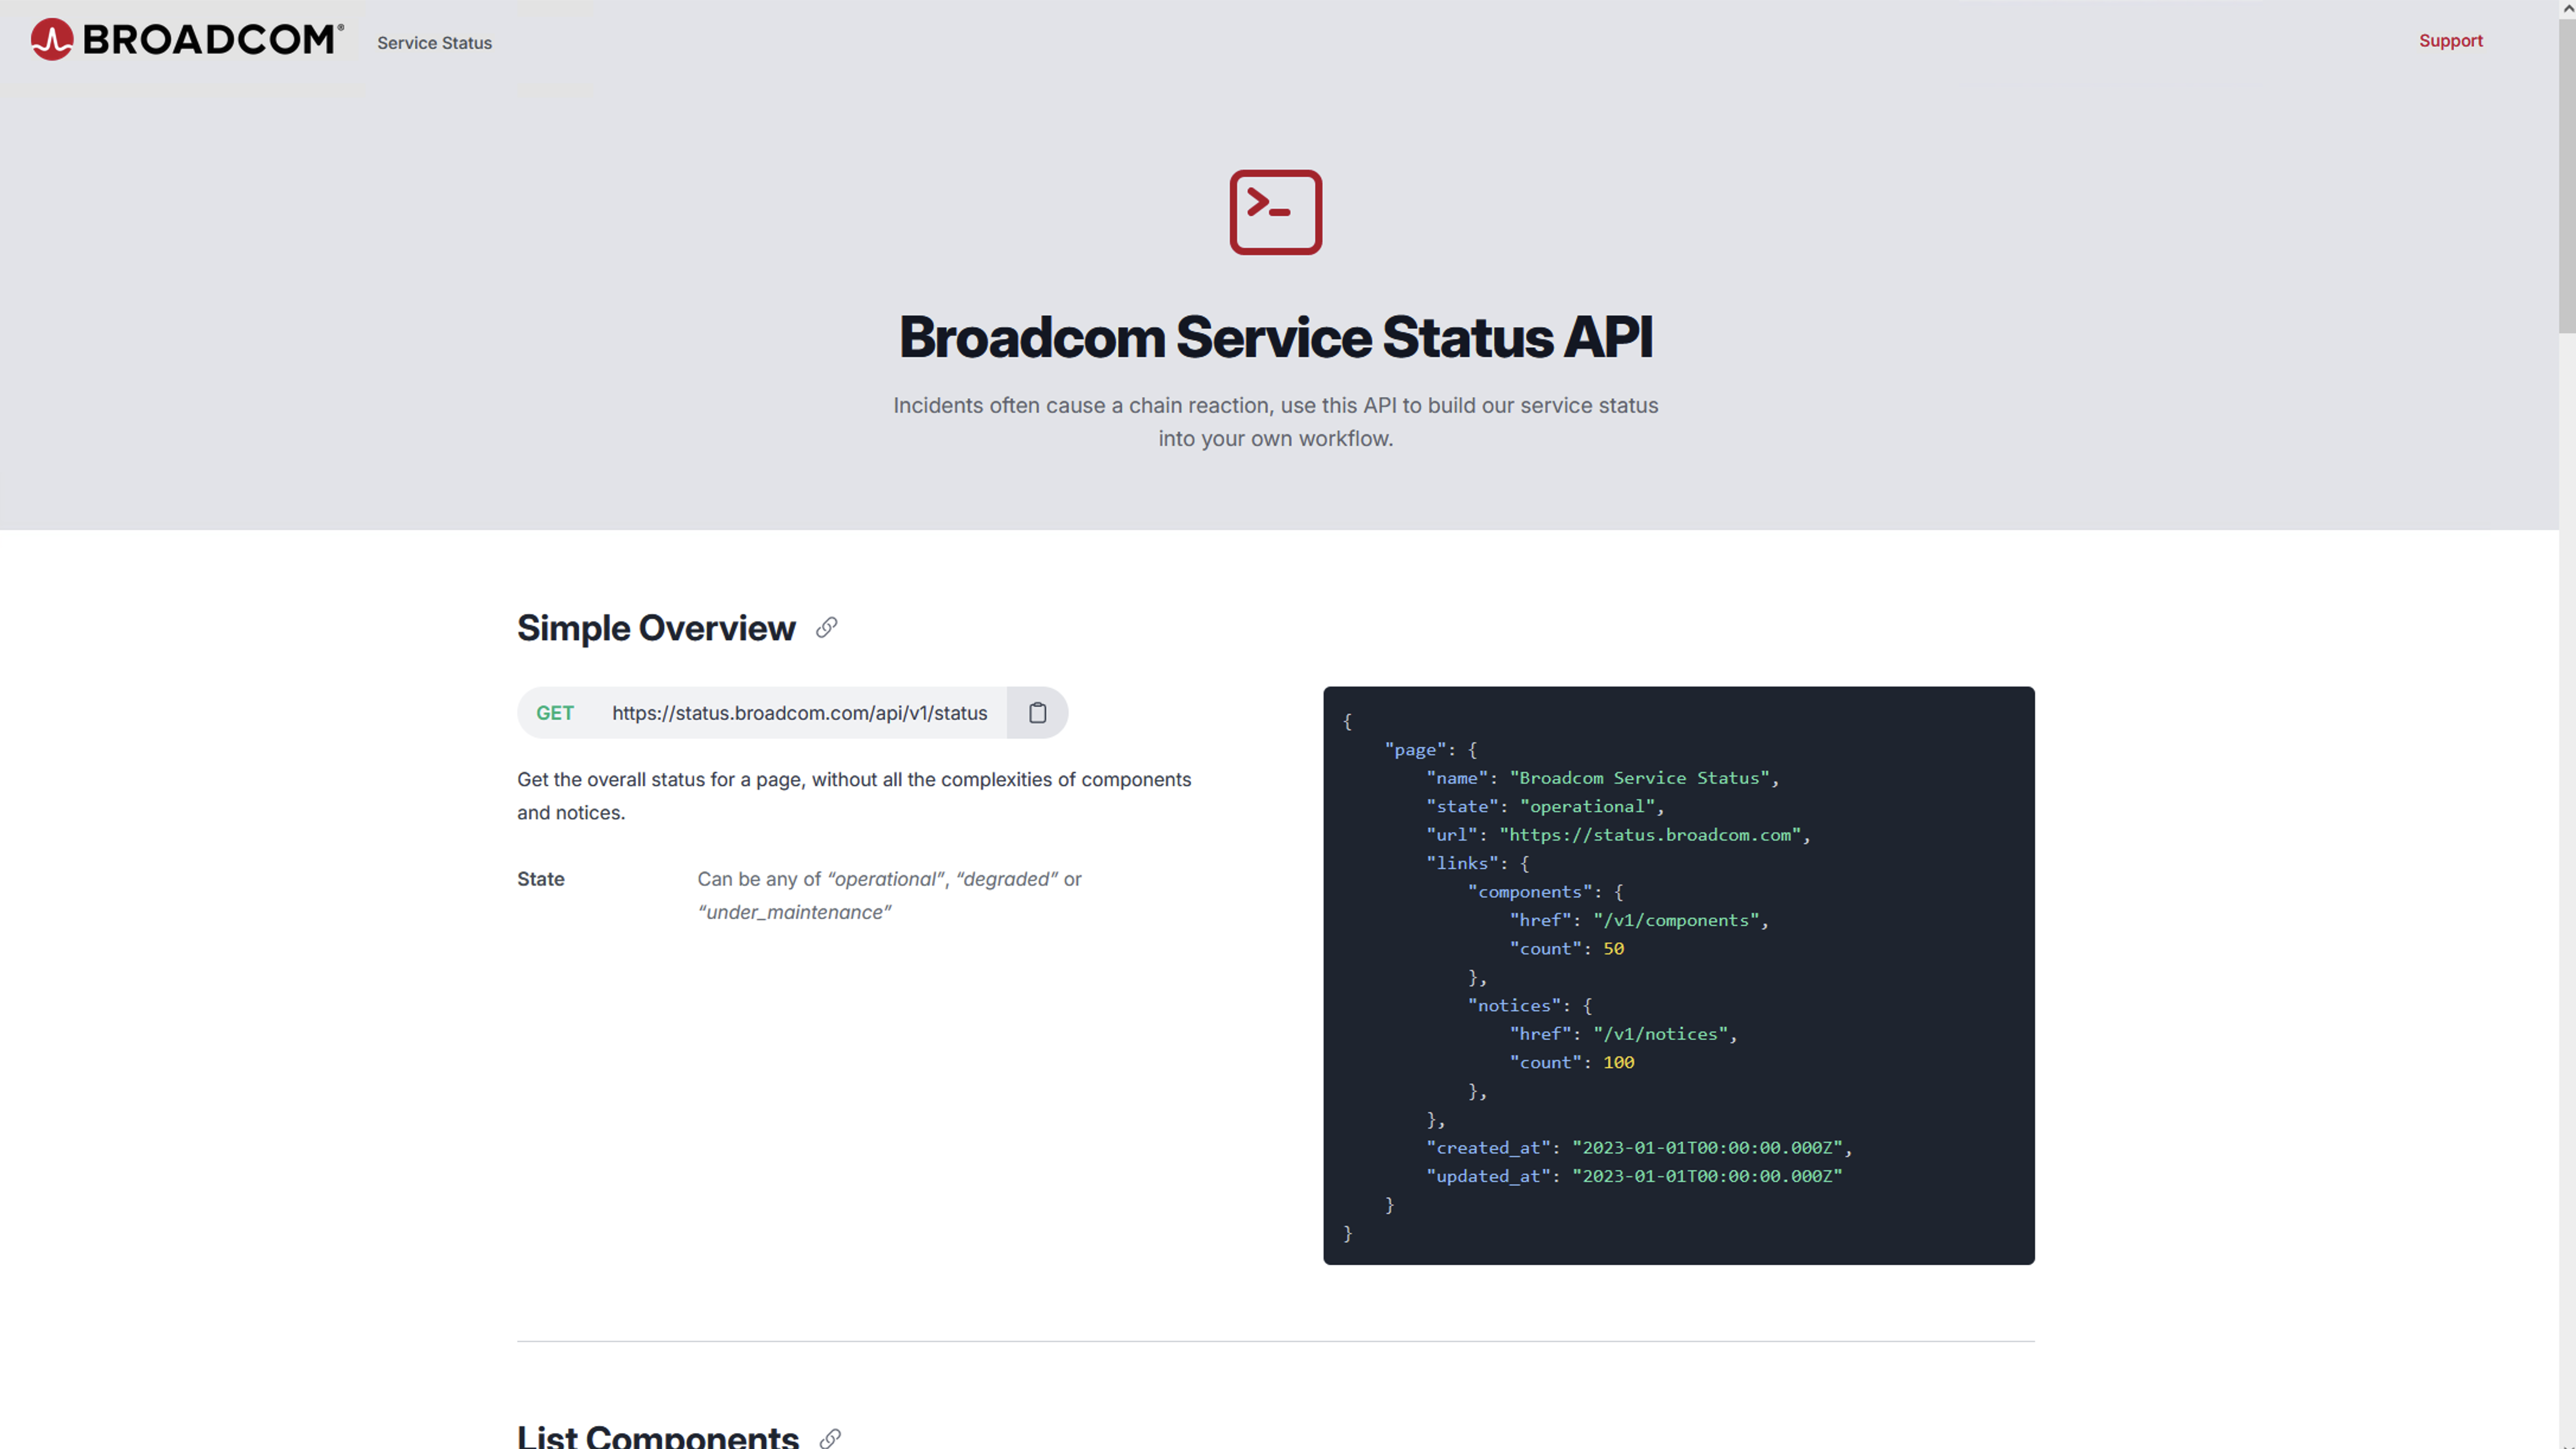 BROADCOM®
Service Status
Support
>_
Broadcom Service Status API
Incidents often cause a chain reaction, use this API to build our service status
into your own workflow.
Simple Overview
GET https://status.broadcom.com/api/v1/status
Get the overall status for a page, without all the complexities of components
and notices.
State
Can be any of “operational”, “degraded” or
“under_maintenance”
{
    "page": {
        "name": "Broadcom Service Status",
        "state": "operational",
        "url": "https://status.broadcom.com",
        "links": {
            "components": {
                "href": "/v1/components",
                "count": 50
            },
            "notices": {
                "href": "/v1/notices",
                "count": 100
            },
        },
        "created_at": "2023-01-01T00:00:00.000Z",
        "updated_at": "2023-01-01T00:00:00.000Z"
    }
}
List Components